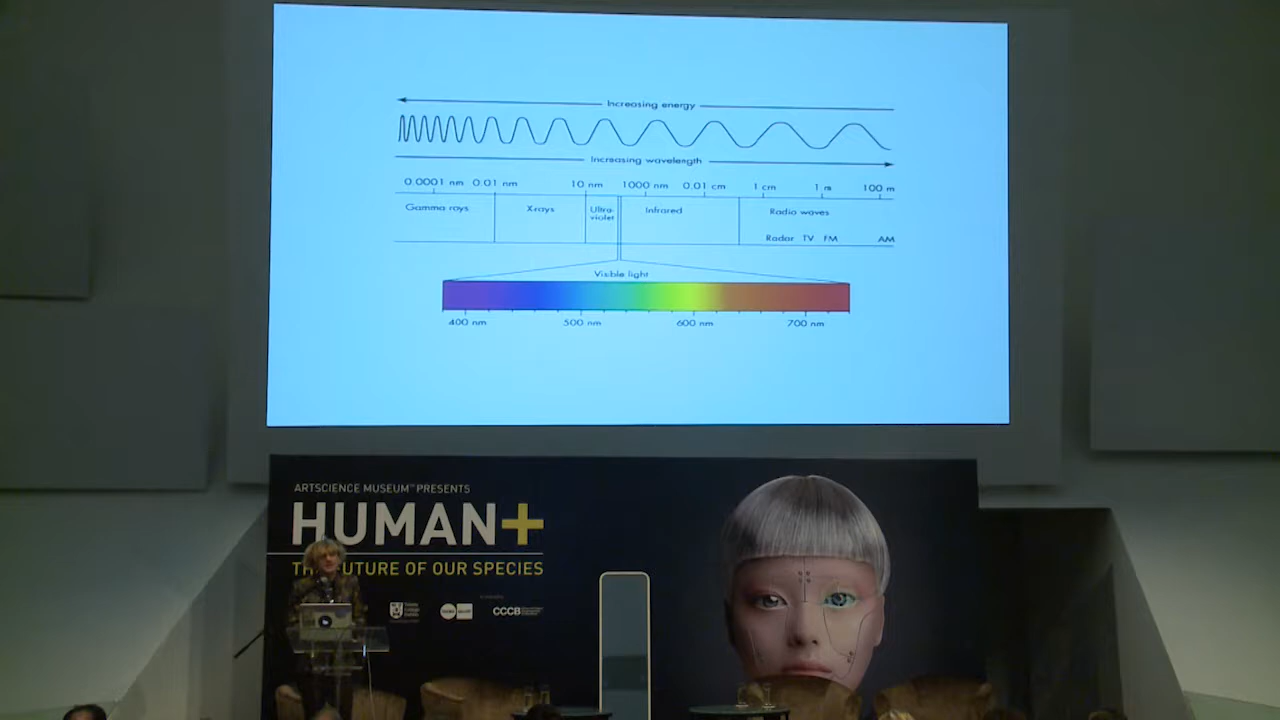 Increasing energy
Increasing wavelength
0.0001 nm 0.01 nm 10 nm 1000 nm 0.01 cm 1 cm 1 m 100 m
Gamma rays X-rays Ultra-violet Infrared Radio waves
Radar TV FM AM
Visible light
400 nm 500 nm 600 nm 700 nm
ARTSCIENCE MUSEUM™ PRESENTS
HUMAN+
THE FUTURE OF OUR SPECIES
CCCB